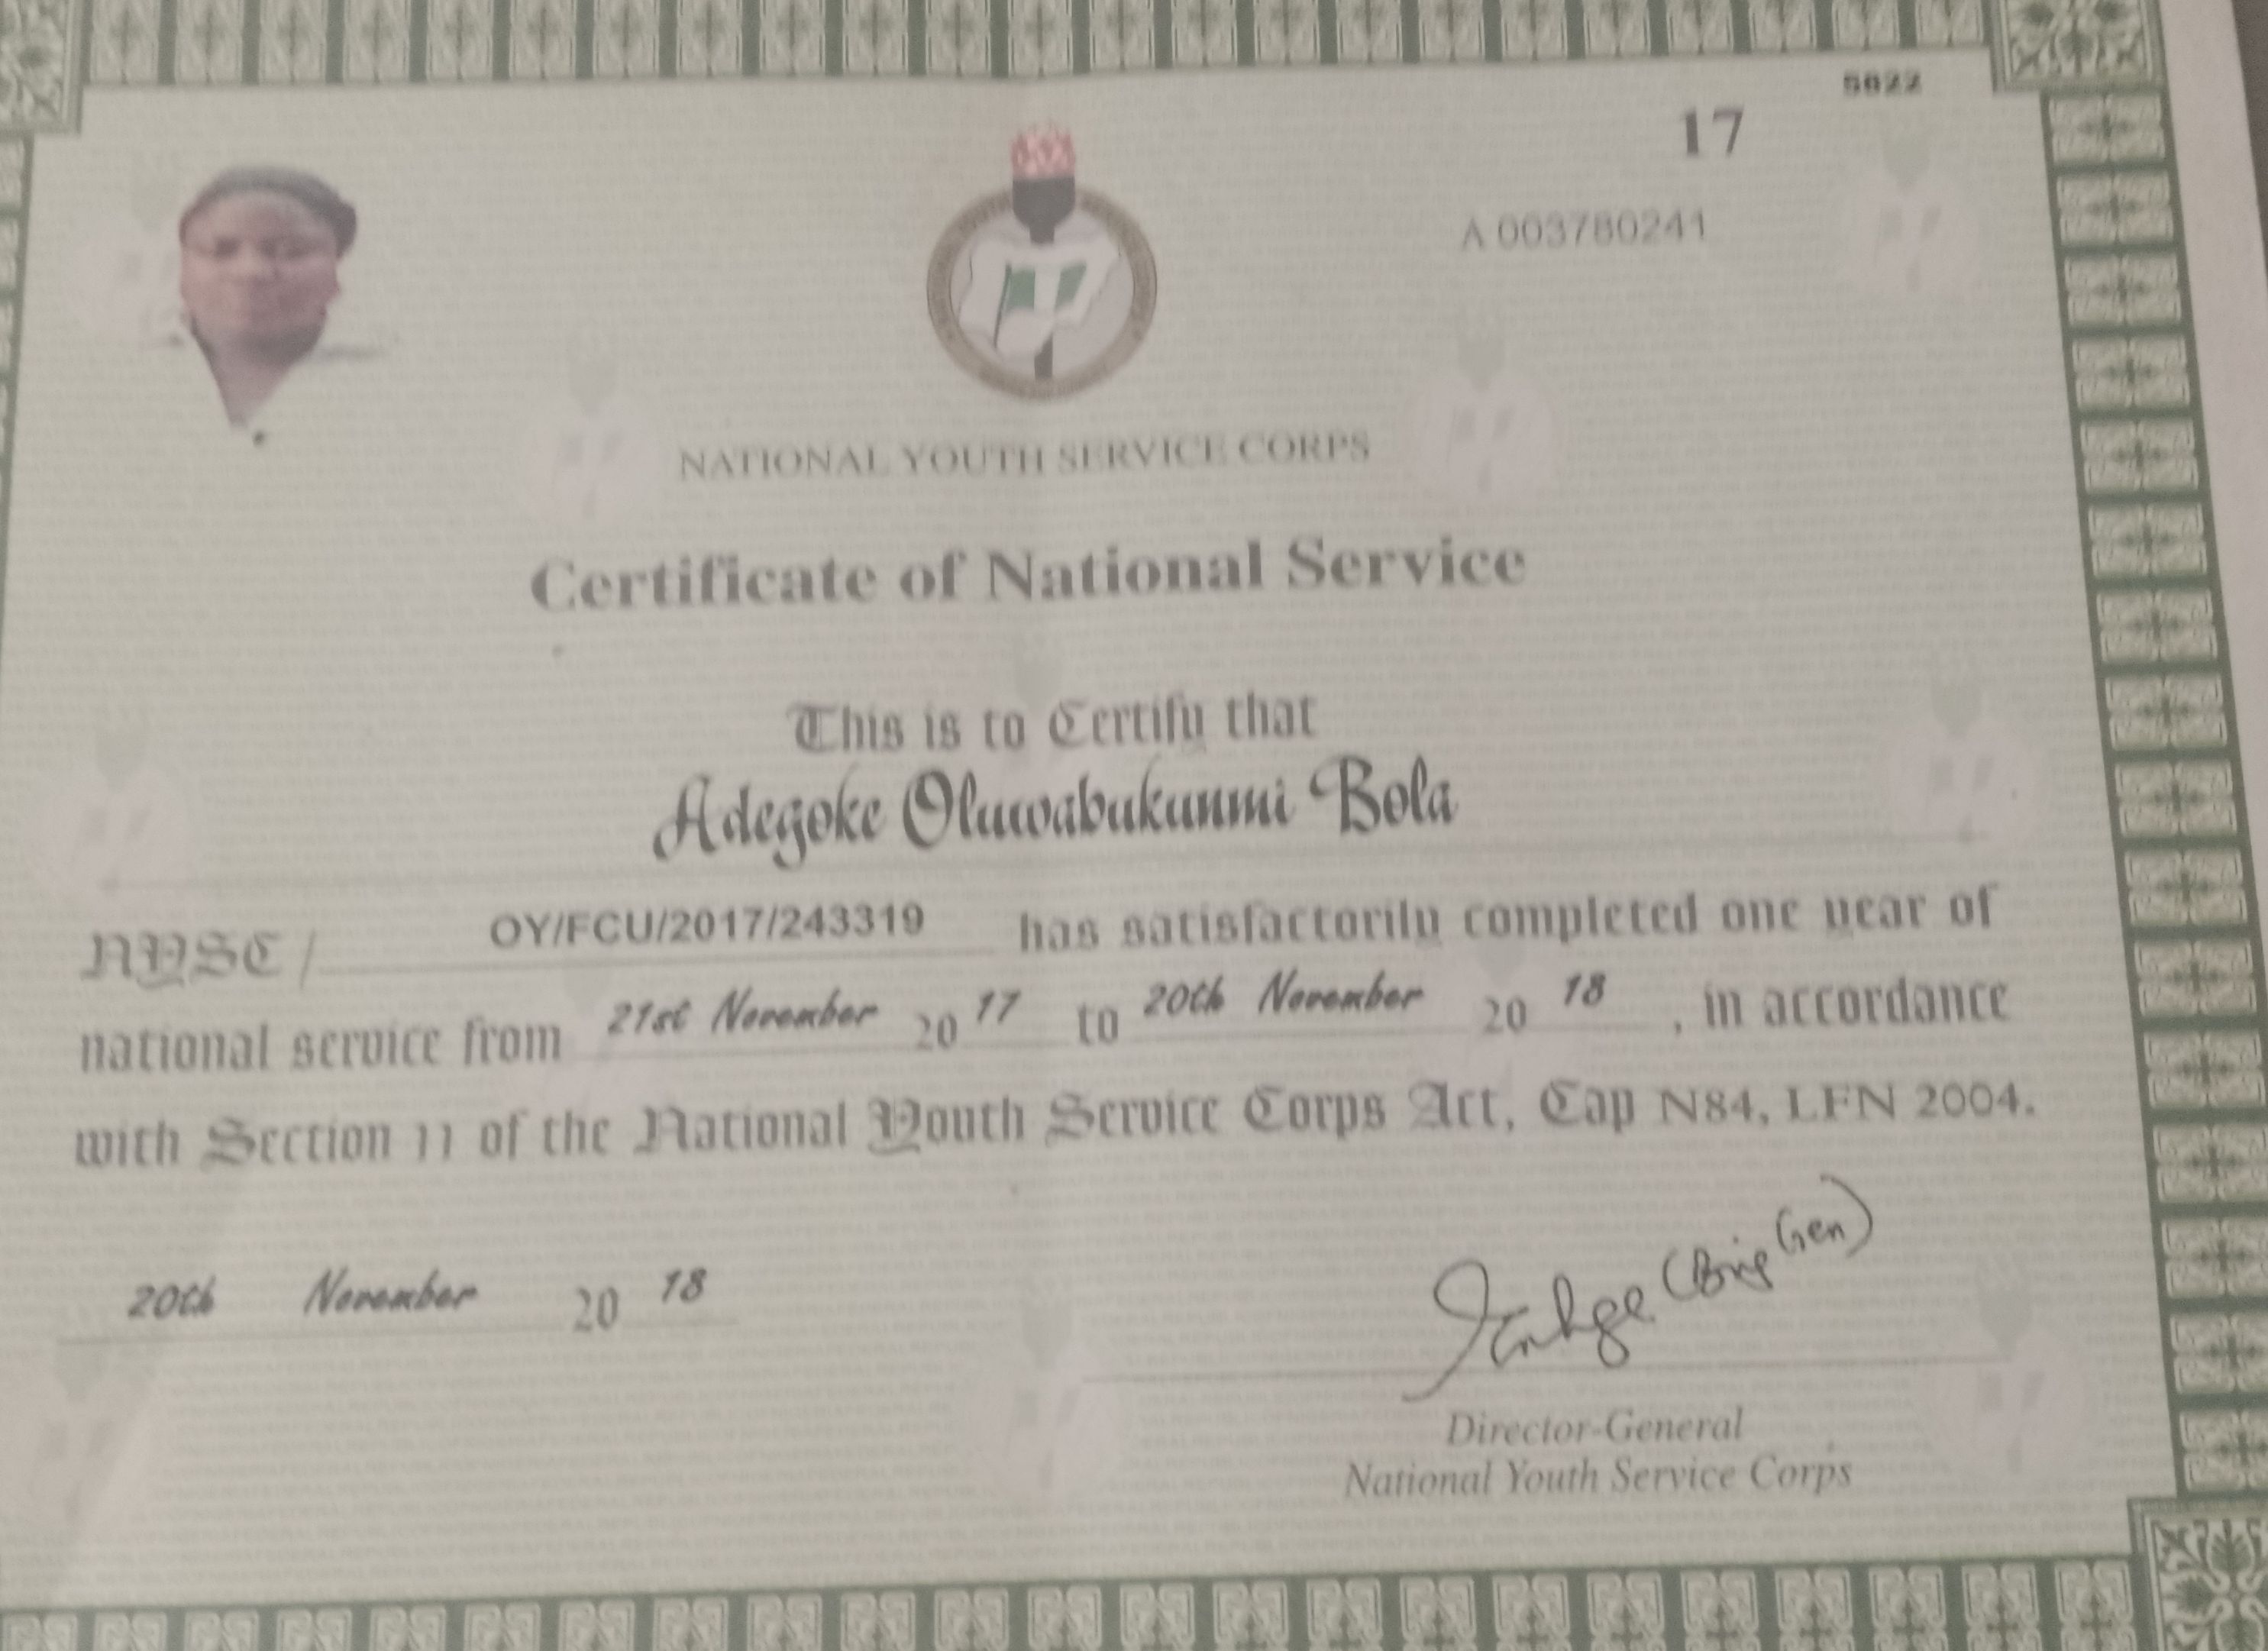 5622
17
A 003780241
NATIONAL YOUTH SERVICE CORPS
Certificate of National Service
This is to Certify that
Adegoke Oluwabukunmi Bola
NYSC / OY/FCU/2017/243319 has satisfactorily completed one year of
national service from 21st November 20 17 to 20th November 20 18 , in accordance
with Section 11 of the National Youth Service Corps Act, Cap N84, LFN 2004.
20th November 20 18
(Brig Gen)
Director-General
National Youth Service Corps